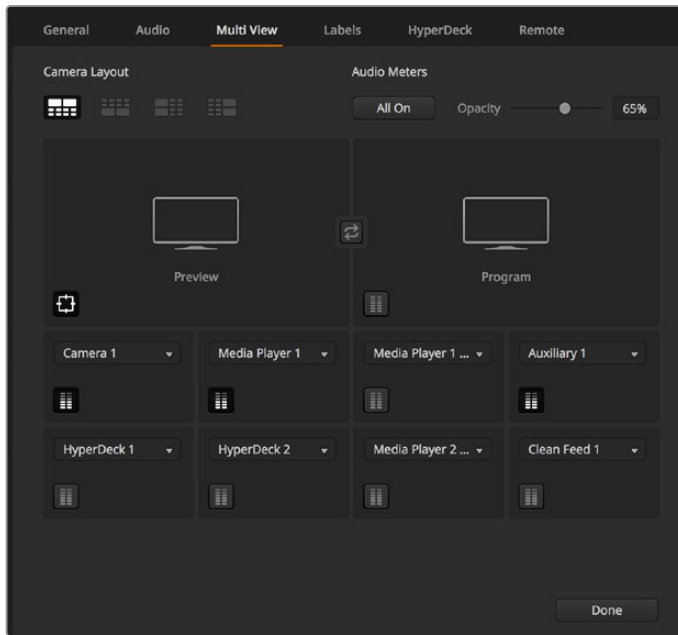 General Audio Multi View Labels HyperDeck Remote
Camera Layout Audio Meters
All On Opacity 65%
Preview Program
Camera 1 Media Player 1 Media Player 1 ... Auxiliary 1
HyperDeck 1 HyperDeck 2 Media Player 2 ... Clean Feed 1
Done